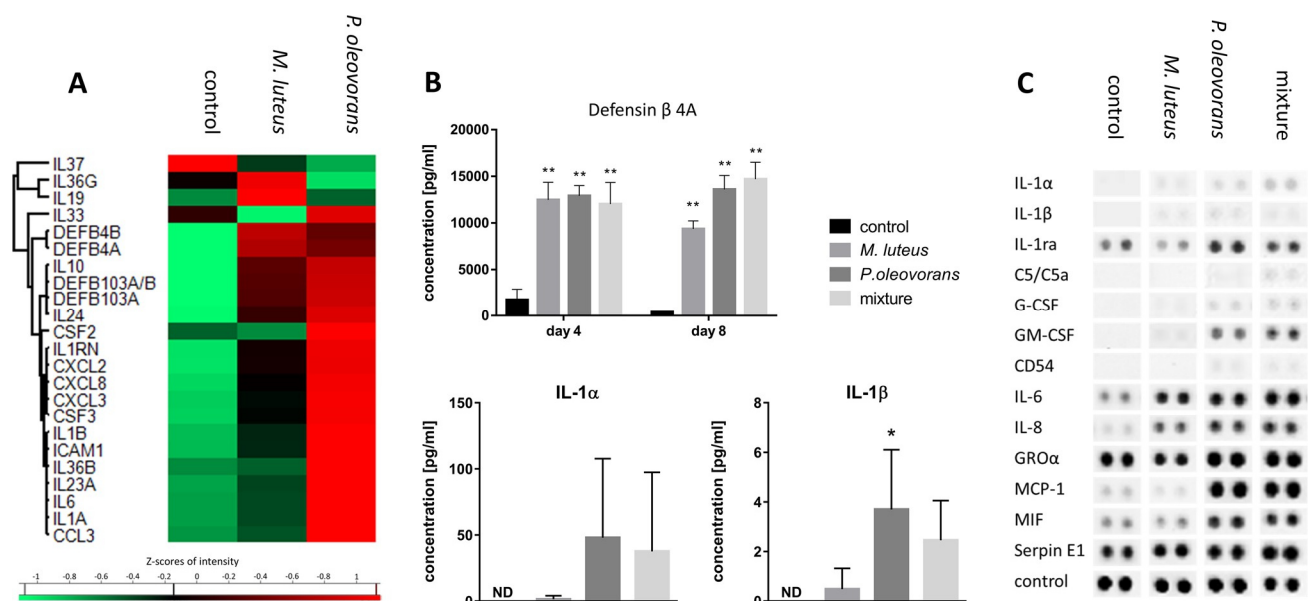 A
control
M. luteus
P. oleovorans
IL37
IL36G
IL19
IL33
DEFB4B
DEFB4A
IL10
DEFB103A/B
DEFB103A
IL24
CSF2
IL1RN
CXCL2
CXCL8
CXCL3
CSF3
IL1B
ICAM1
IL36B
IL23A
IL6
IL1A
CCL3
Z-scores of intensity
-1 -0.8 -0.6 -0.4 -0.2 0 -0.2 -0.4 -0.6 -0.8 1
B
Defensin β 4A
concentration [pg/ml]
20000
15000
10000
5000
0
** ** **
** ** **
day 4 day 8
control
M. luteus
P.oleovorans
mixture
IL-1α
concentration [pg/ml]
150
100
50
0
ND
IL-1β
concentration [pg/ml]
8
6
4
2
0
ND
*
C
control
M. luteus
P. oleovorans
mixture
IL-1α
IL-1β
IL-1ra
C5/C5a
G-CSF
GM-CSF
CD54
IL-6
IL-8
GROα
MCP-1
MIF
Serpin E1
control